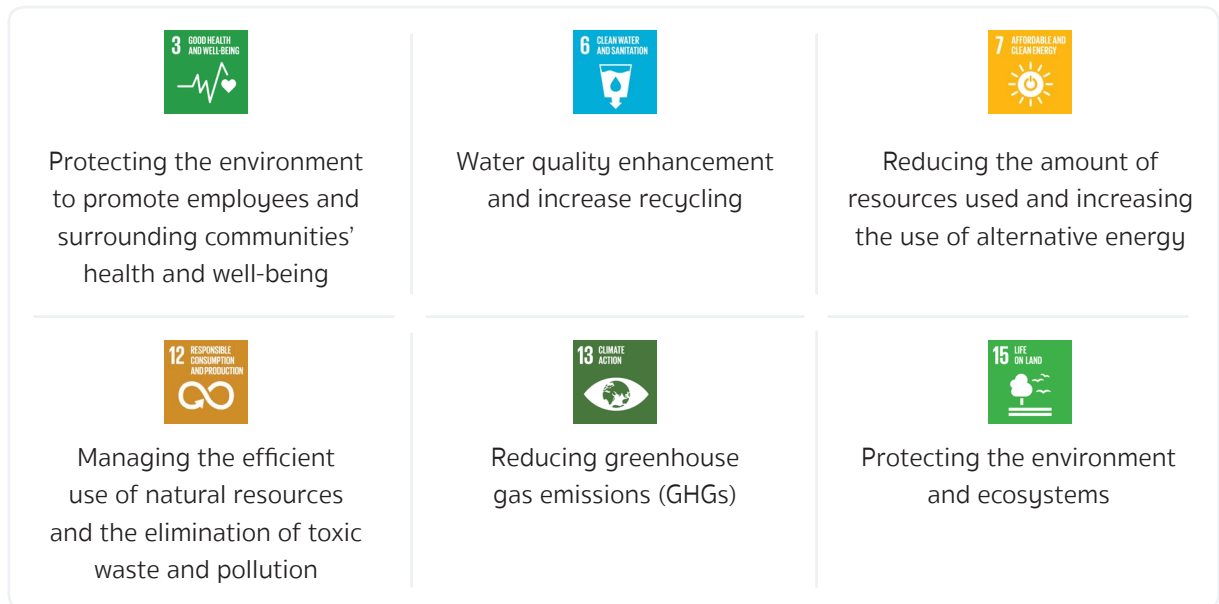 3 GOOD HEALTH
AND WELL-BEING
Protecting the environment
to promote employees and
surrounding communities’
health and well-being
6 CLEAN WATER
AND SANITATION
Water quality enhancement
and increase recycling
7 AFFORDABLE AND
CLEAN ENERGY
Reducing the amount of
resources used and increasing
the use of alternative energy
12 RESPONSIBLE
CONSUMPTION
AND PRODUCTION
Managing the efficient
use of natural resources
and the elimination of toxic
waste and pollution
13 CLIMATE
ACTION
Reducing greenhouse
gas emissions (GHGs)
15 LIFE
ON LAND
Protecting the environment
and ecosystems